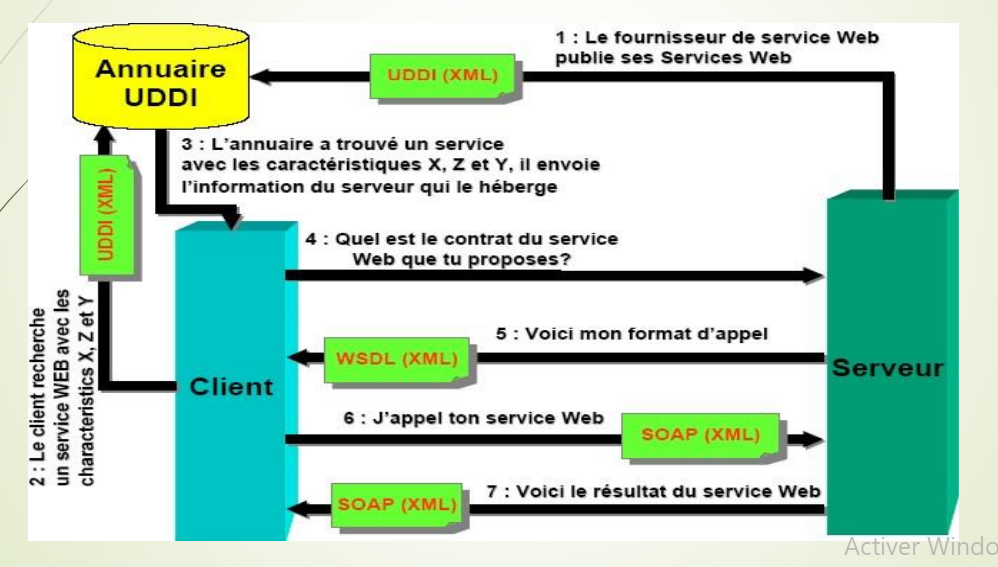 1 : Le fournisseur de service Web
publie ses Services Web
Annuaire
UDDI
UDDI (XML)
3 : L'annuaire a trouvé un service
avec les caractéristiques X, Z et Y, il envoie
l'information du serveur qui le héberge
UDDI (XML)
2 : Le client recherche
un service WEB avec les
characteristics X, Z et Y
4 : Quel est le contrat du service
Web que tu proposes?
5 : Voici mon format d'appel
WSDL (XML)
Client
Serveur
6 : J'appel ton service Web
SOAP (XML)
7 : Voici le résultat du service Web
SOAP (XML)
Activer Windo